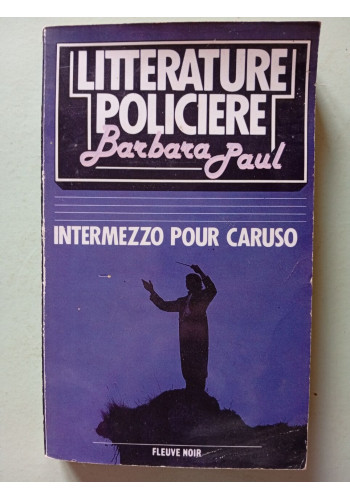 LITTERATURE
POLICIERE
Barbara Paul
INTERMEZZO POUR CARUSO
FLEUVE NOIR